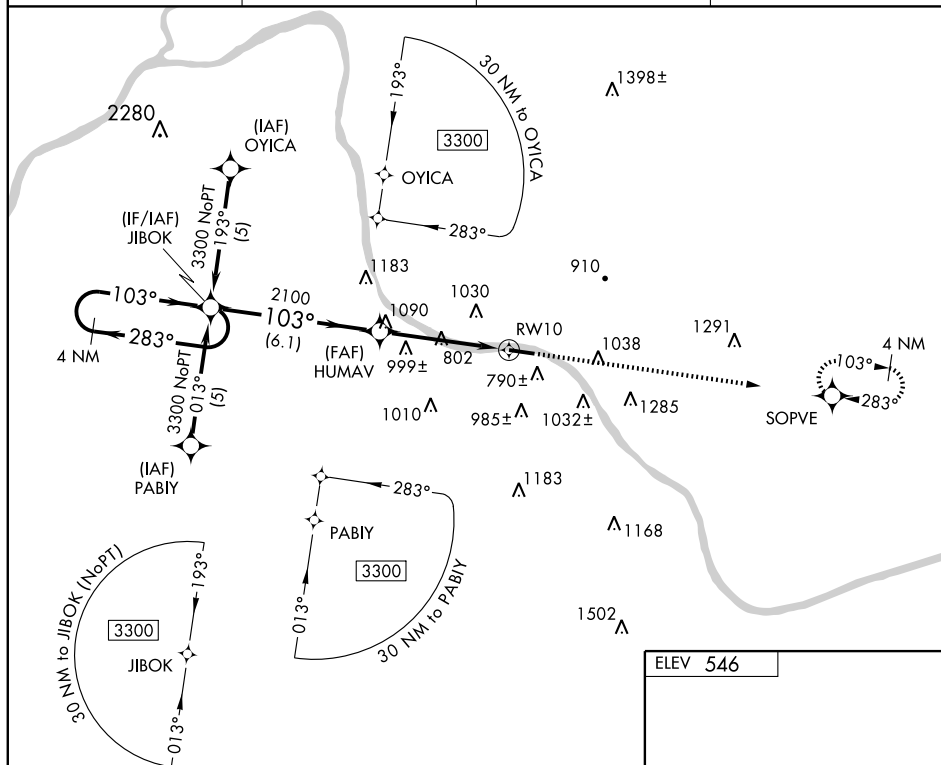 1398±
2280
(IAF)
OYICA
193°
30 NM to OYICA
3300
OYICA
283°
(IF/IAF)
JIBOK
3300 NoPT
193°
(5)
1183
910
103°
2100
103°
(6.1)
1090
1030
RW10
283°
4 NM
(FAF)
HUMAV
999±
802
790±
1038
1291
4 NM
103°
283°
SOPVE
3300 NoPT
013°
(5)
1010
985±
1032±
1285
(IAF)
PABIY
283°
PABIY
3300
013°
30 NM to PABIY
1183
1168
30 NM to JIBOK (NoPT)
193°
3300
JIBOK
013°
1502
ELEV 546